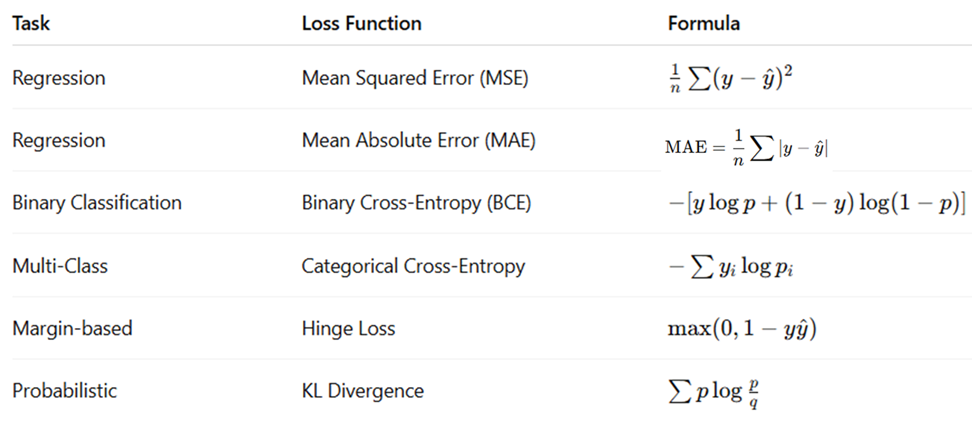 Task Loss Function Formula
Regression Mean Squared Error (MSE) \frac{1}{n} \sum (y - \hat{y})^2
Regression Mean Absolute Error (MAE) MAE = \frac{1}{n} \sum |y - \hat{y}|
Binary Classification Binary Cross-Entropy (BCE) -[y \log p + (1 - y) \log(1 - p)]
Multi-Class Categorical Cross-Entropy -\sum y_i \log p_i
Margin-based Hinge Loss \max(0, 1 - y\hat{y})
Probabilistic KL Divergence \sum p \log \frac{p}{q}